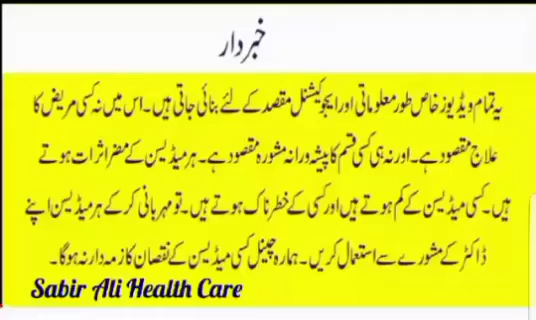 خبردار
یہ تمام ویڈیوز خاص طور معلوماتی اور ایجوکیشنل مقصد کے لئے بنائی جاتی ہیں۔ اس میں نہ کسی مریض کا
علاج مقصود ہے۔ اور نہ ہی کسی قسم کا پیشہ ورانہ مشورہ مقصود ہے۔ ہر میڈیسن کے مضر اثرات ہوتے
ہیں۔ کسی میڈیسن کے کم ہوتے ہیں اور کسی کے خطرناک ہوتے ہیں۔ تو مہربانی کر کے ہر میڈیسن اپنے
ڈاکٹر کے مشورے سے استعمال کریں۔ ہمارہ چینل کسی میڈیسن کے نقصان کا زمہ دار نہ ہوگا۔
Sabir Ali Health Care